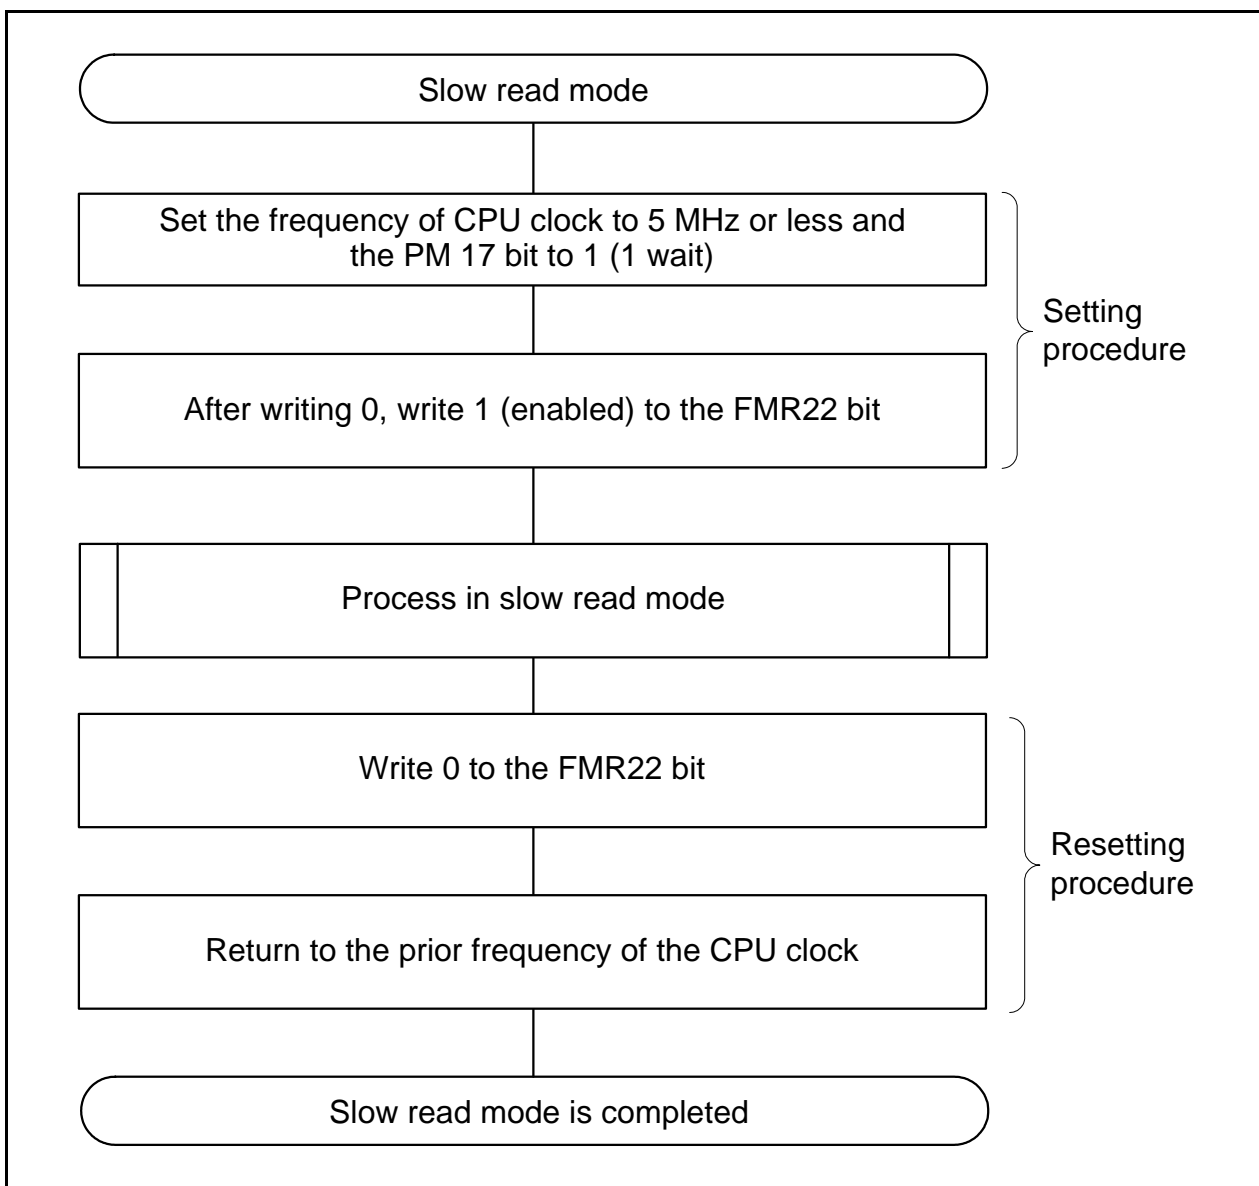 Slow read mode
Set the frequency of CPU clock to 5 MHz or less and
the PM 17 bit to 1 (1 wait)
Setting
procedure
After writing 0, write 1 (enabled) to the FMR22 bit
Process in slow read mode
Write 0 to the FMR22 bit
Resetting
procedure
Return to the prior frequency of the CPU clock
Slow read mode is completed